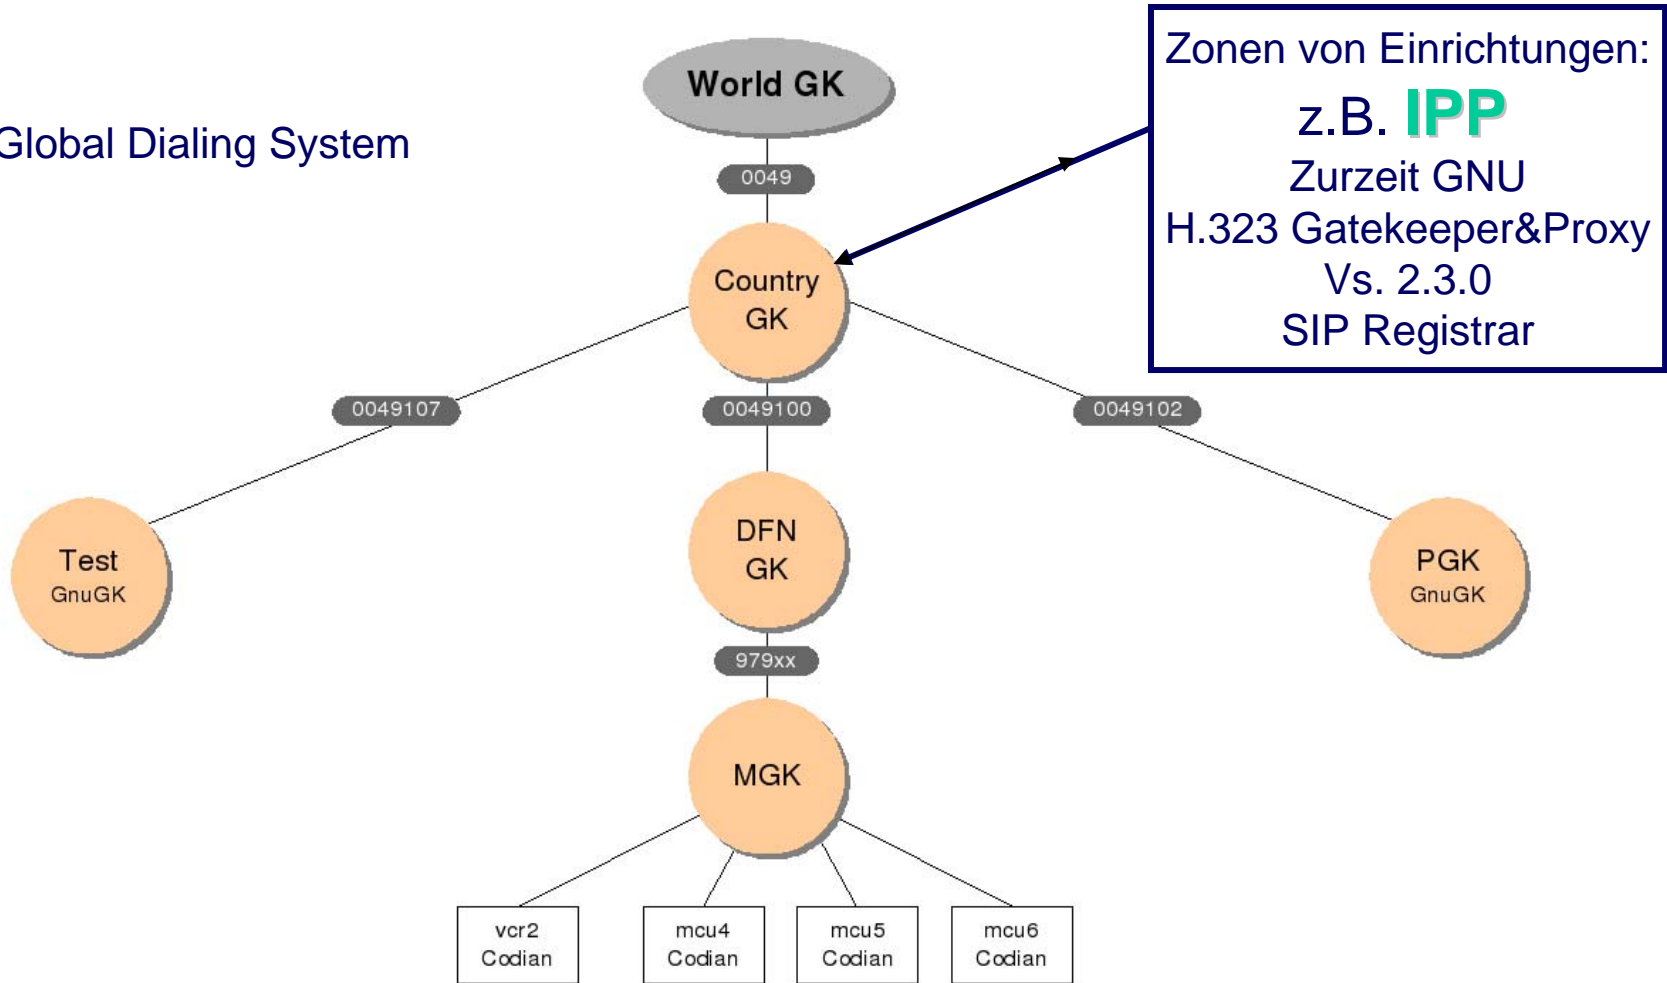 World GK
Zonen von Einrichtungen:
z.B. IPP
Zurzeit GNU
H.323 Gatekeeper&Proxy
Vs. 2.3.0
SIP Registrar
Global Dialing System
0049
Country
GK
0049107
0049100
0049102
Test
GnuGK
DFN
GK
PGK
GnuGK
979xx
MGK
vcr2
Codian
mcu4
Codian
mcu5
Codian
mcu6
Codian